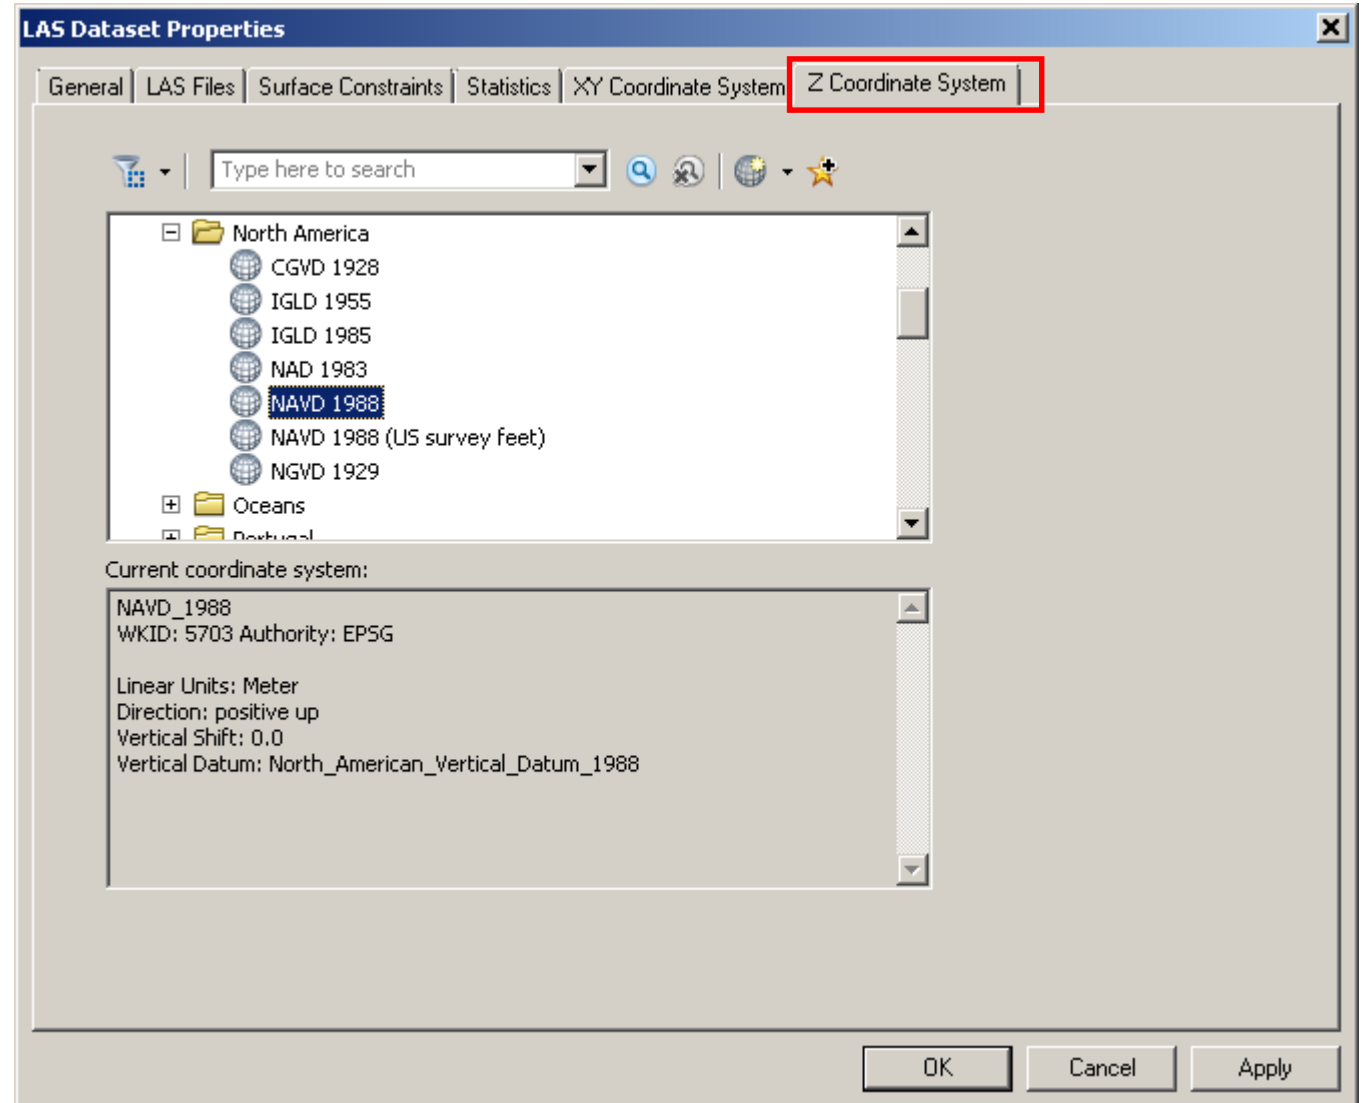 LAS Dataset Properties
General LAS Files Surface Constraints Statistics XY Coordinate System Z Coordinate System
Type here to search
North America
CGVD 1928
IGLD 1955
IGLD 1985
NAD 1983
NAVD 1988
NAVD 1988 (US survey feet)
NGVD 1929
Oceans
Portugal
Current coordinate system:
NAVD_1988
WKID: 5703 Authority: EPSG
Linear Units: Meter
Direction: positive up
Vertical Shift: 0.0
Vertical Datum: North_American_Vertical_Datum_1988
OK Cancel Apply